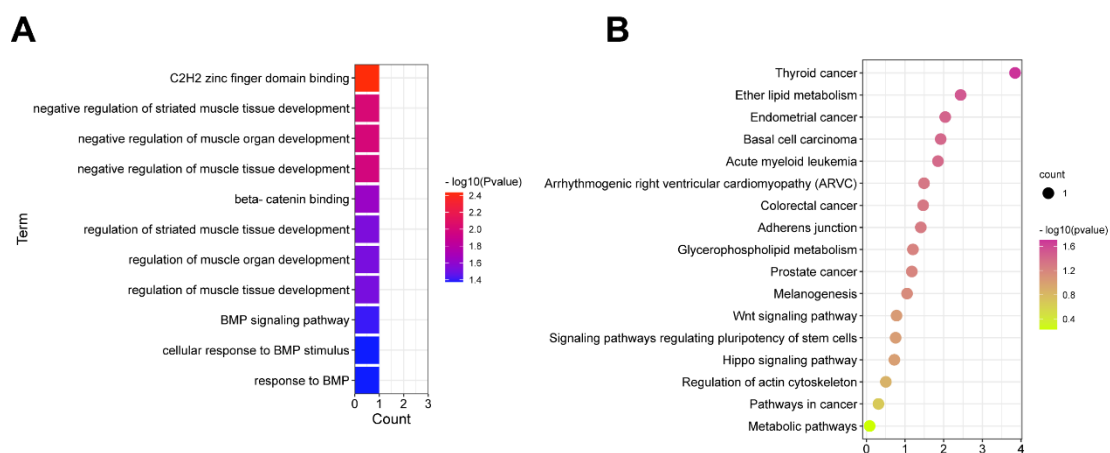 A
C2H2 zinc finger domain binding
negative regulation of striated muscle tissue development
negative regulation of muscle organ development
negative regulation of muscle tissue development
beta- catenin binding
regulation of striated muscle tissue development
regulation of muscle organ development
regulation of muscle tissue development
BMP signaling pathway
cellular response to BMP stimulus
response to BMP
Term
0 1 2 3
Count
- log10(Pvalue)
2.4
2.2
2.0
1.8
1.6
1.4
B
Thyroid cancer
Ether lipid metabolism
Endometrial cancer
Basal cell carcinoma
Acute myeloid leukemia
Arrhythmogenic right ventricular cardiomyopathy (ARVC)
Colorectal cancer
Adherens junction
Glycerophospholipid metabolism
Prostate cancer
Melanogenesis
Wnt signaling pathway
Signaling pathways regulating pluripotency of stem cells
Hippo signaling pathway
Regulation of actin cytoskeleton
Pathways in cancer
Metabolic pathways
0 1 2 3 4
count
1
- log10(pvalue)
1.6
1.2
0.8
0.4